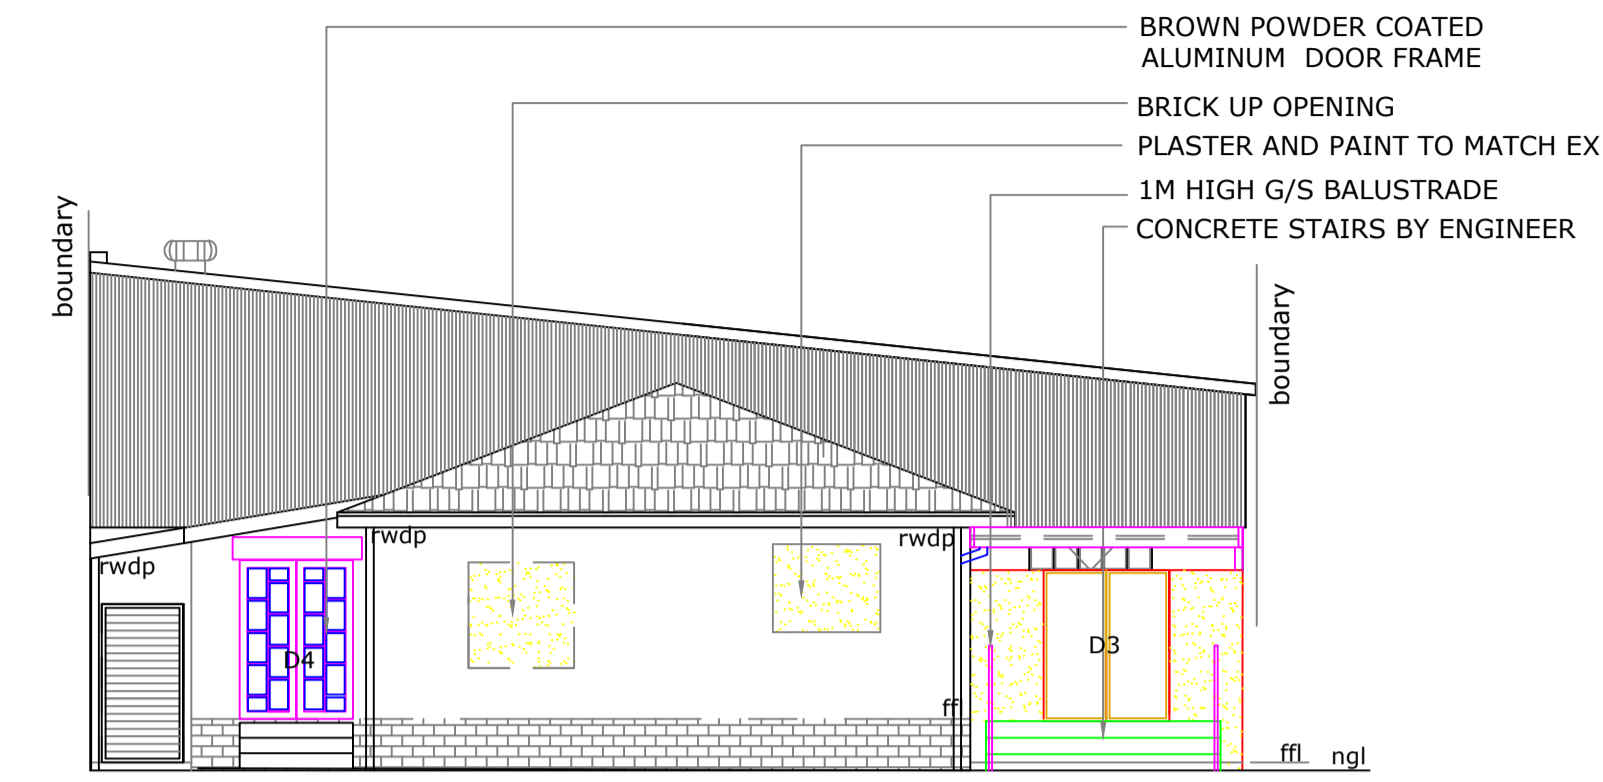 BROWN POWDER COATED
ALUMINUM DOOR FRAME
BRICK UP OPENING
PLASTER AND PAINT TO MATCH EX
1M HIGH G/S BALUSTRADE
CONCRETE STAIRS BY ENGINEER
boundary
boundary
rwdp
rwdp
rwdp
D4
D3
ffl
ffl
ngl